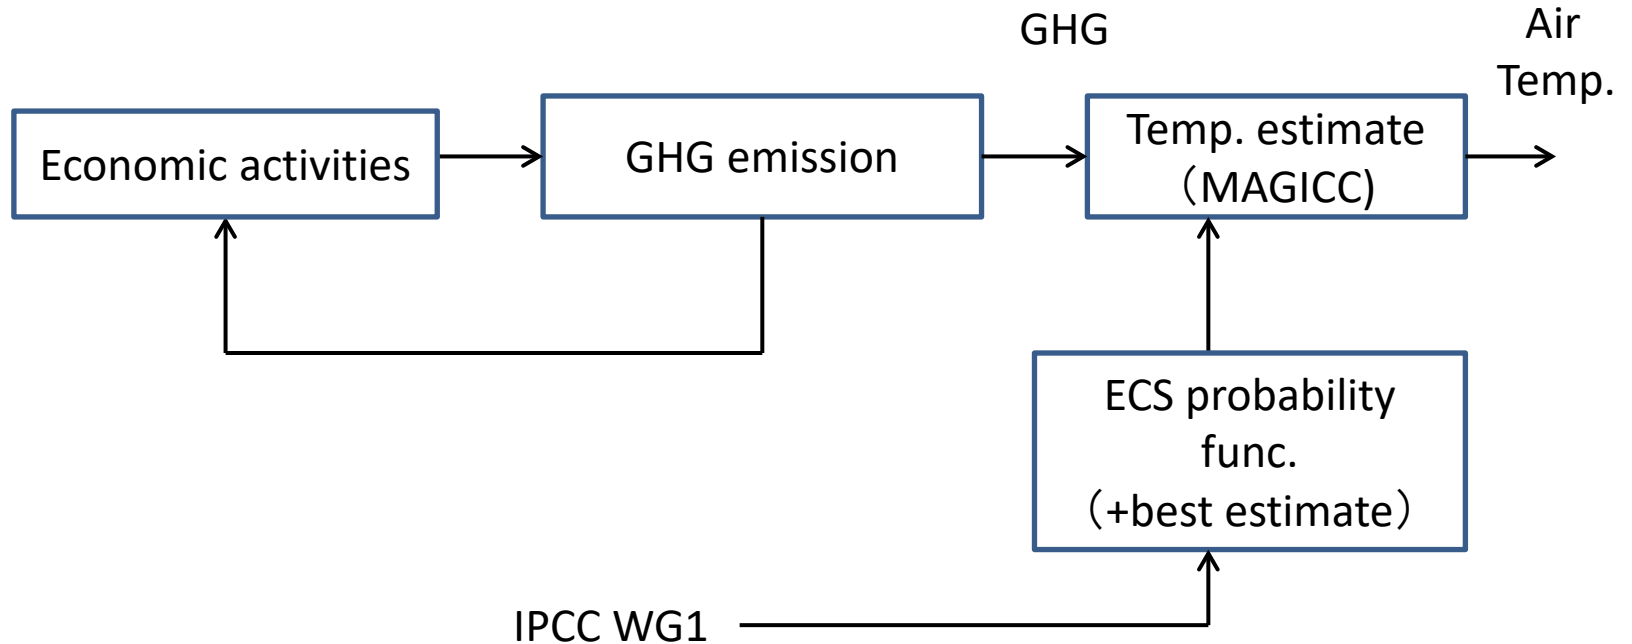 GHG
Air
Temp.
Economic activities
GHG emission
Temp. estimate
（MAGICC)
ECS probability
func.
（+best estimate）
IPCC WG1